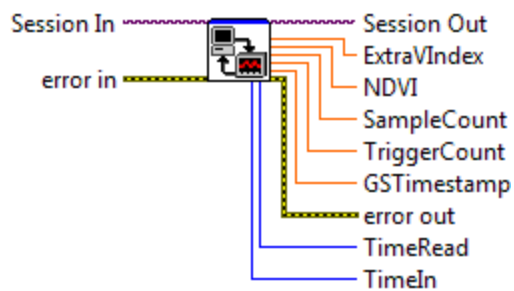 Session In
Session Out
ExtraVIndex
error in
NDVI
SampleCount
TriggerCount
GSTimestamp
error out
TimeRead
TimeIn